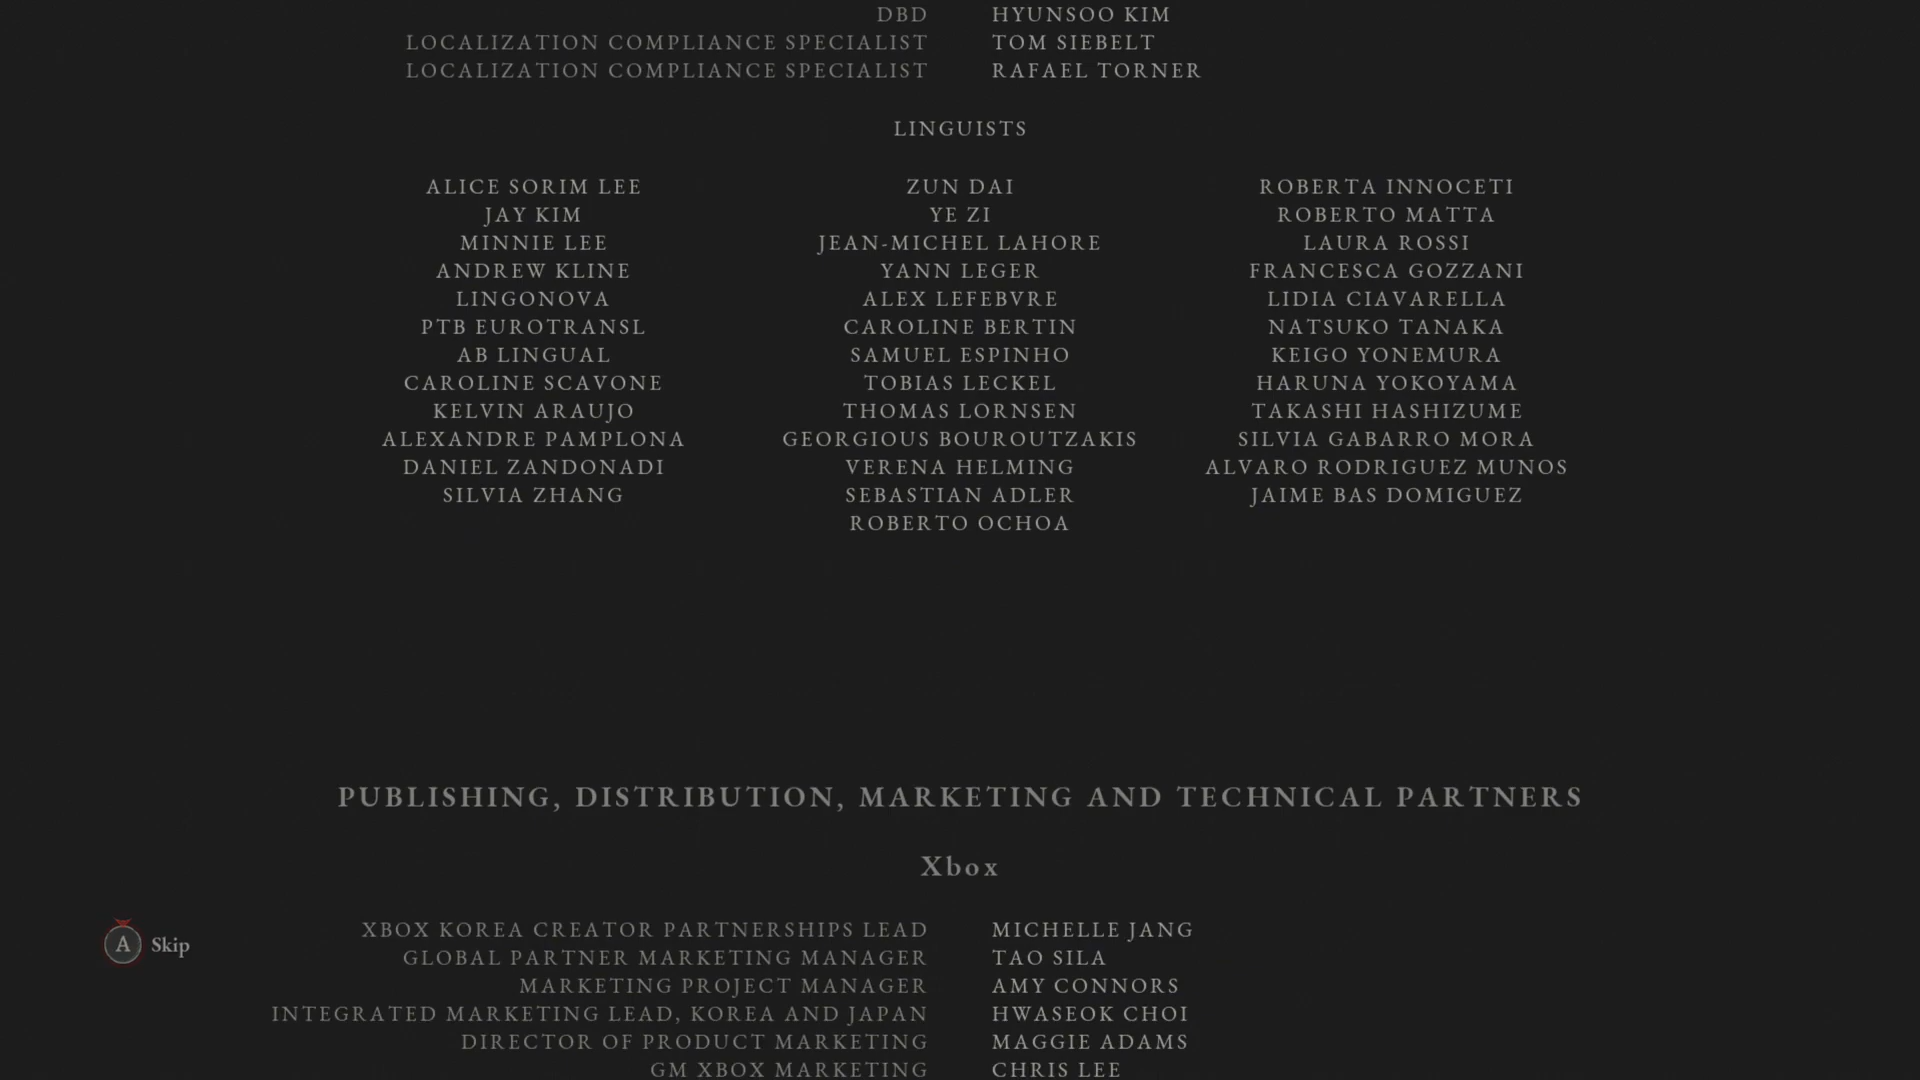 DBD HYUNSOO KIM
LOCALIZATION COMPLIANCE SPECIALIST TOM SIEBELT
LOCALIZATION COMPLIANCE SPECIALIST RAFAEL TORNER
LINGUISTS
ALICE SORIM LEE
JAY KIM
MINNIE LEE
ANDREW KLINE
LINGONOVA
PTB EUROTRANSL
AB LINGUAL
CAROLINE SCAVONE
KELVIN ARAUJO
ALEXANDRE PAMPLONA
DANIEL ZANDONADI
SILVIA ZHANG
ZUN DAI
YE ZI
JEAN-MICHEL LAHORE
YANN LEGER
ALEX LEFEBVRE
CAROLINE BERTIN
SAMUEL ESPINHO
TOBIAS LECKEL
THOMAS LORNSEN
GEORGIOUS BOUROUTZAKIS
VERENA HELMING
SEBASTIAN ADLER
ROBERTO OCHOA
ROBERTA INNOCETI
ROBERTO MATTA
LAURA ROSSI
FRANCESCA GOZZANI
LIDIA CIAVARELLA
NATSUKO TANAKA
KEIGO YONEMURA
HARUNA YOKOYAMA
TAKASHI HASHIZUME
SILVIA GABARRO MORA
ALVARO RODRIGUEZ MUNOS
JAIME BAS DOMIGUEZ
PUBLISHING, DISTRIBUTION, MARKETING AND TECHNICAL PARTNERS
Xbox
XBOX KOREA CREATOR PARTNERSHIPS LEAD MICHELLE JANG
GLOBAL PARTNER MARKETING MANAGER TAO SILA
MARKETING PROJECT MANAGER AMY CONNORS
INTEGRATED MARKETING LEAD, KOREA AND JAPAN HWASEOK CHOI
DIRECTOR OF PRODUCT MARKETING MAGGIE ADAMS
GM XBOX MARKETING CHRIS LEE
A Skip